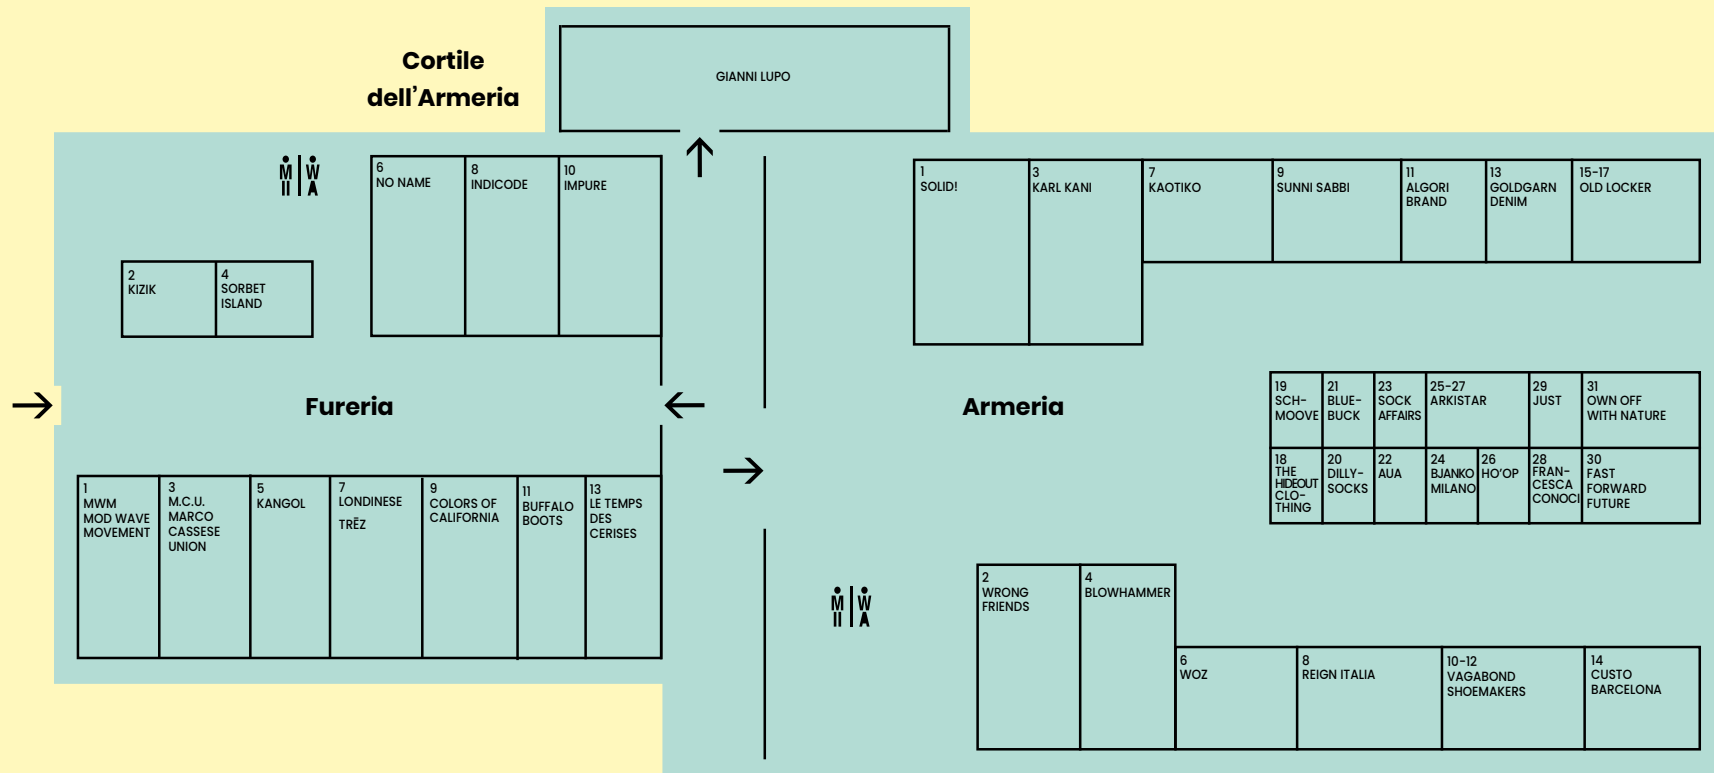 Cortile
dell’Armeria
GIANNI LUPO
M W
6
NO NAME
8
INDICODE
10
IMPURE
2
KIZIK
4
SORBET
ISLAND
Fureria
1
MWM
MOD WAVE
MOVEMENT
3
M.C.U.
MARCO
CASSESE
UNION
5
KANGOL
7
LONDINESE
TRĒZ
9
COLORS OF
CALIFORNIA
11
BUFFALO
BOOTS
13
LE TEMPS
DES
CERISES
1
SOLID!
3
KARL KANI
7
KAOTIKO
9
SUNNI SABBI
11
ALGORI
BRAND
13
GOLDGARN
DENIM
15-17
OLD LOCKER
Armeria
19
SCH-
MOOVE
21
BLUE-
BUCK
23
SOCK
AFFAIRS
25-27
ARKISTAR
29
JUST
31
OWN OFF
WITH NATURE
18
THE
HIDEOUT
CLO-
THING
20
DILLY-
SOCKS
22
AUA
24
BJANKO
MILANO
26
HO’OP
28
FRAN-
CESCA
CONOCI
30
FAST
FORWARD
FUTURE
M W
2
WRONG
FRIENDS
4
BLOWHAMMER
6
WOZ
8
REIGN ITALIA
10-12
VAGABOND
SHOEMAKERS
14
CUSTO
BARCELONA